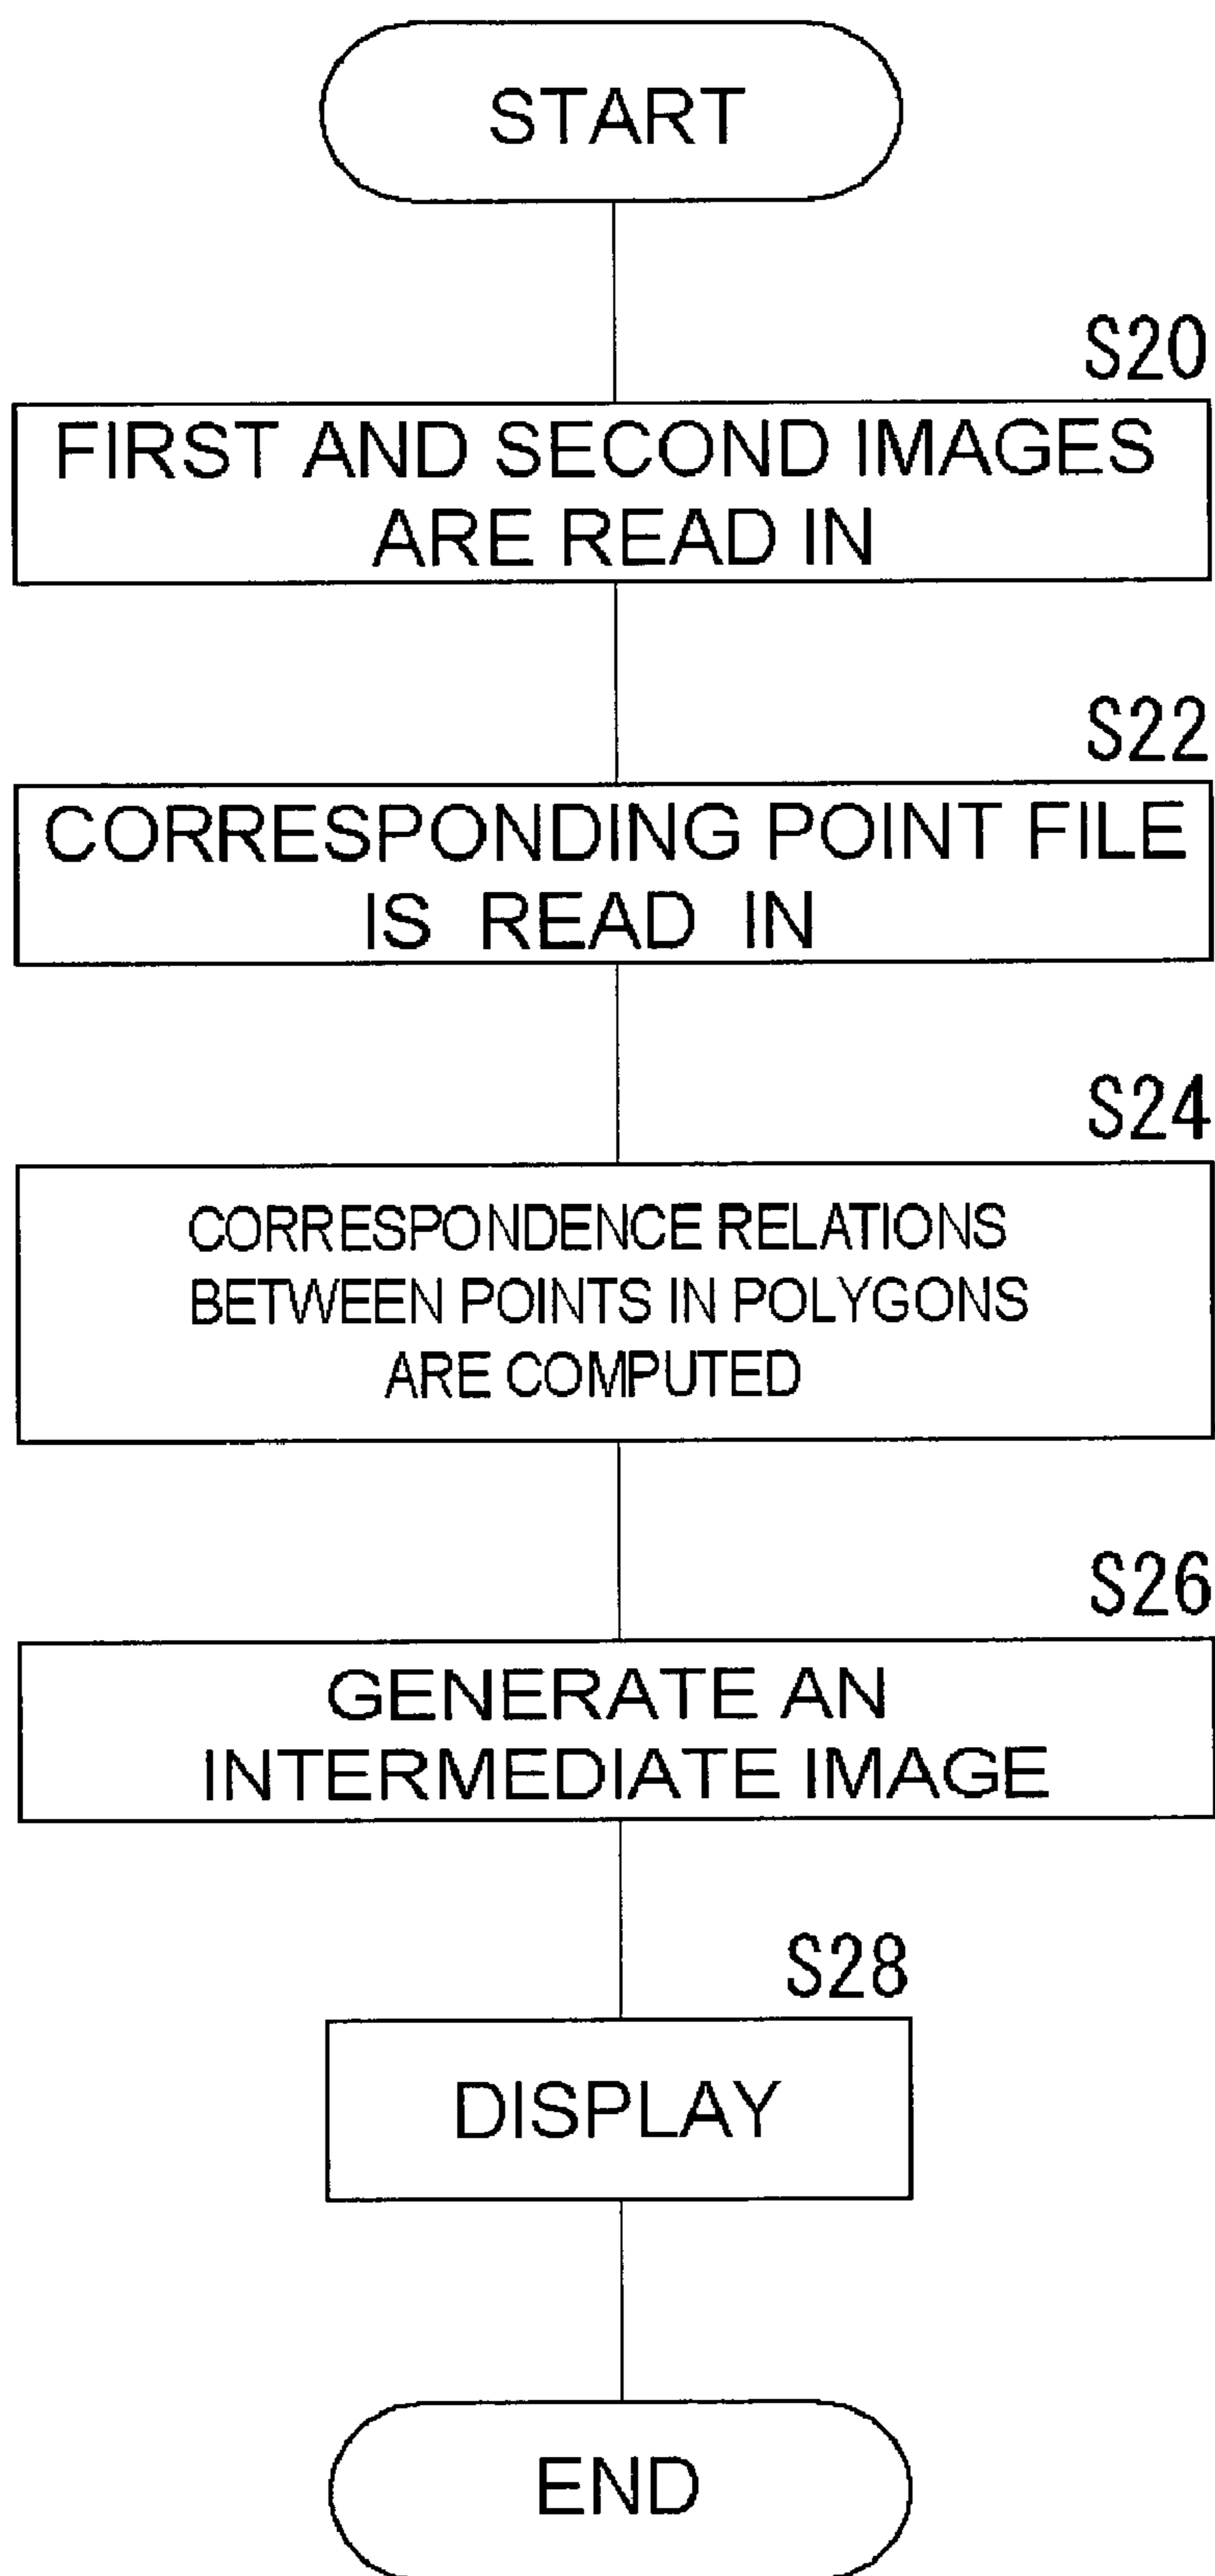 START
S20
FIRST AND SECOND IMAGES
ARE READ IN
S22
CORRESPONDING POINT FILE
IS READ IN
S24
CORRESPONDENCE RELATIONS
BETWEEN POINTS IN POLYGONS
ARE COMPUTED
S26
GENERATE AN
INTERMEDIATE IMAGE
S28
DISPLAY
END